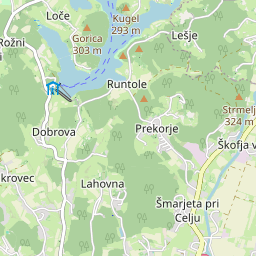 Loče
Kugel
293 m
Gorica
303 m
Lešje
Rožni
Runtole
Strmelj
324 m
Prekorje
Dobrova
Škofja v
Lahovna
krovec
Šmarjeta pri
Celju